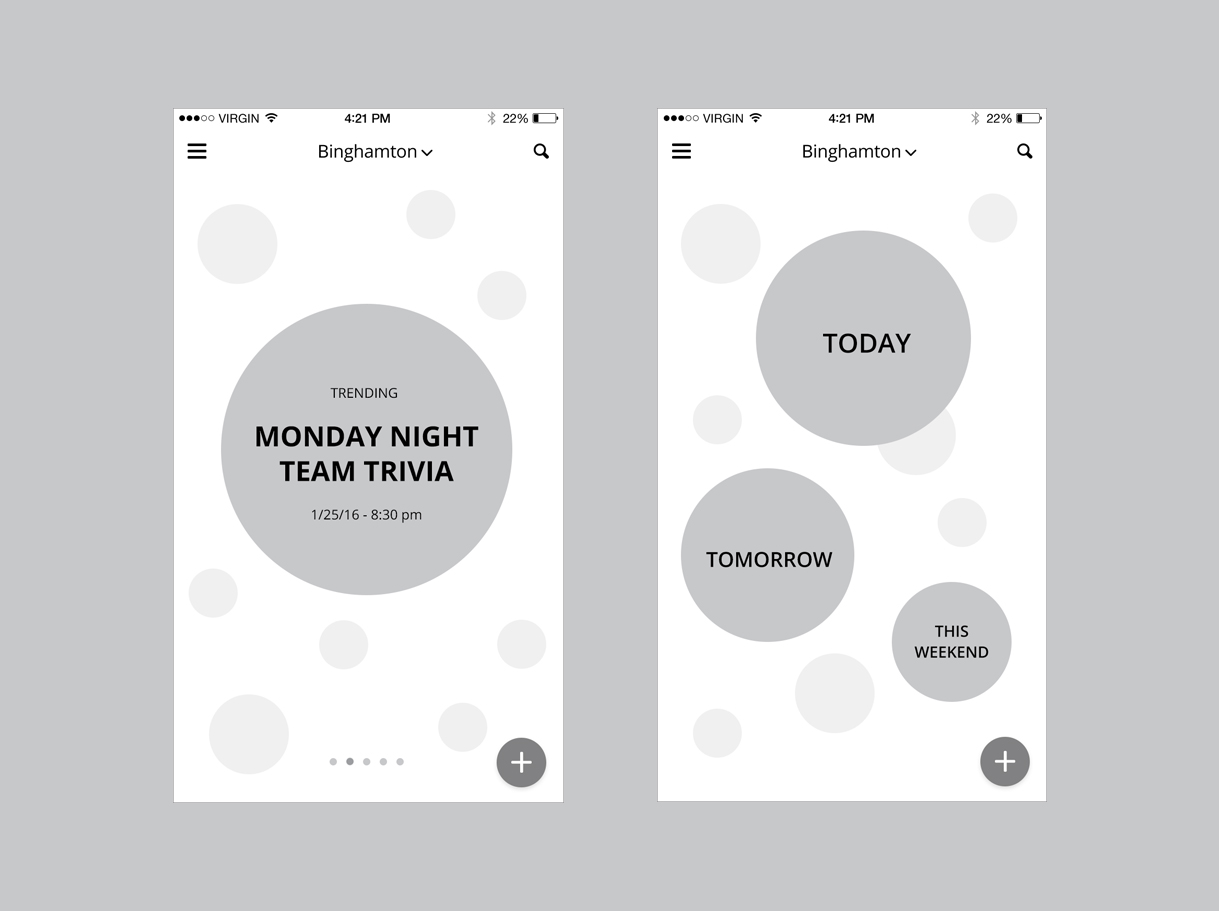 VIRGIN 4:21 PM 22%
Binghamton
TRENDING
MONDAY NIGHT
TEAM TRIVIA
1/25/16 - 8:30 pm
VIRGIN 4:21 PM 22%
Binghamton
TODAY
TOMORROW
THIS
WEEKEND